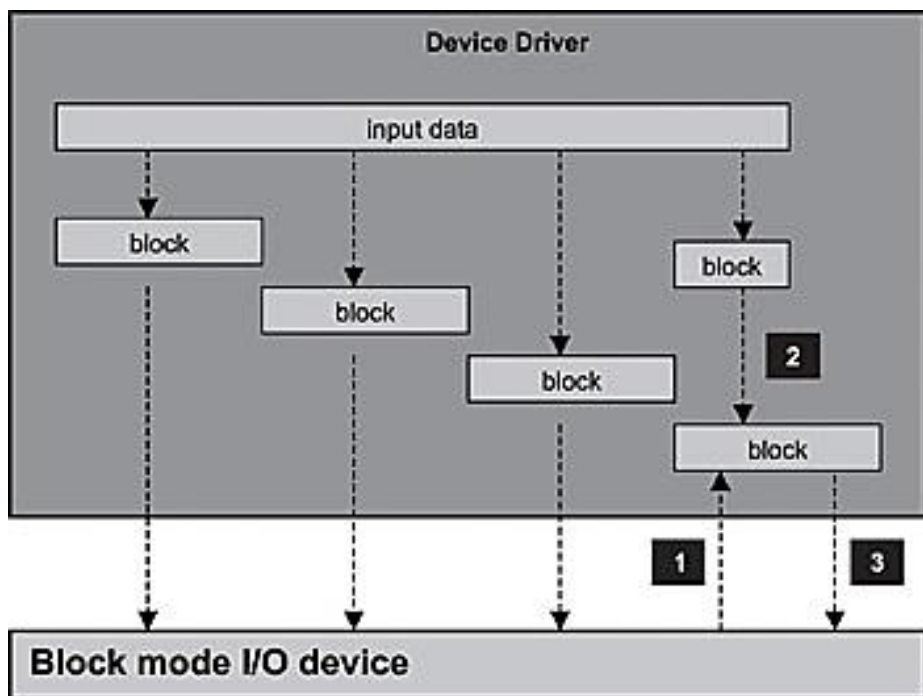 Device Driver
input data
block
block
block
block
2
block
1
3
Block mode I/O device